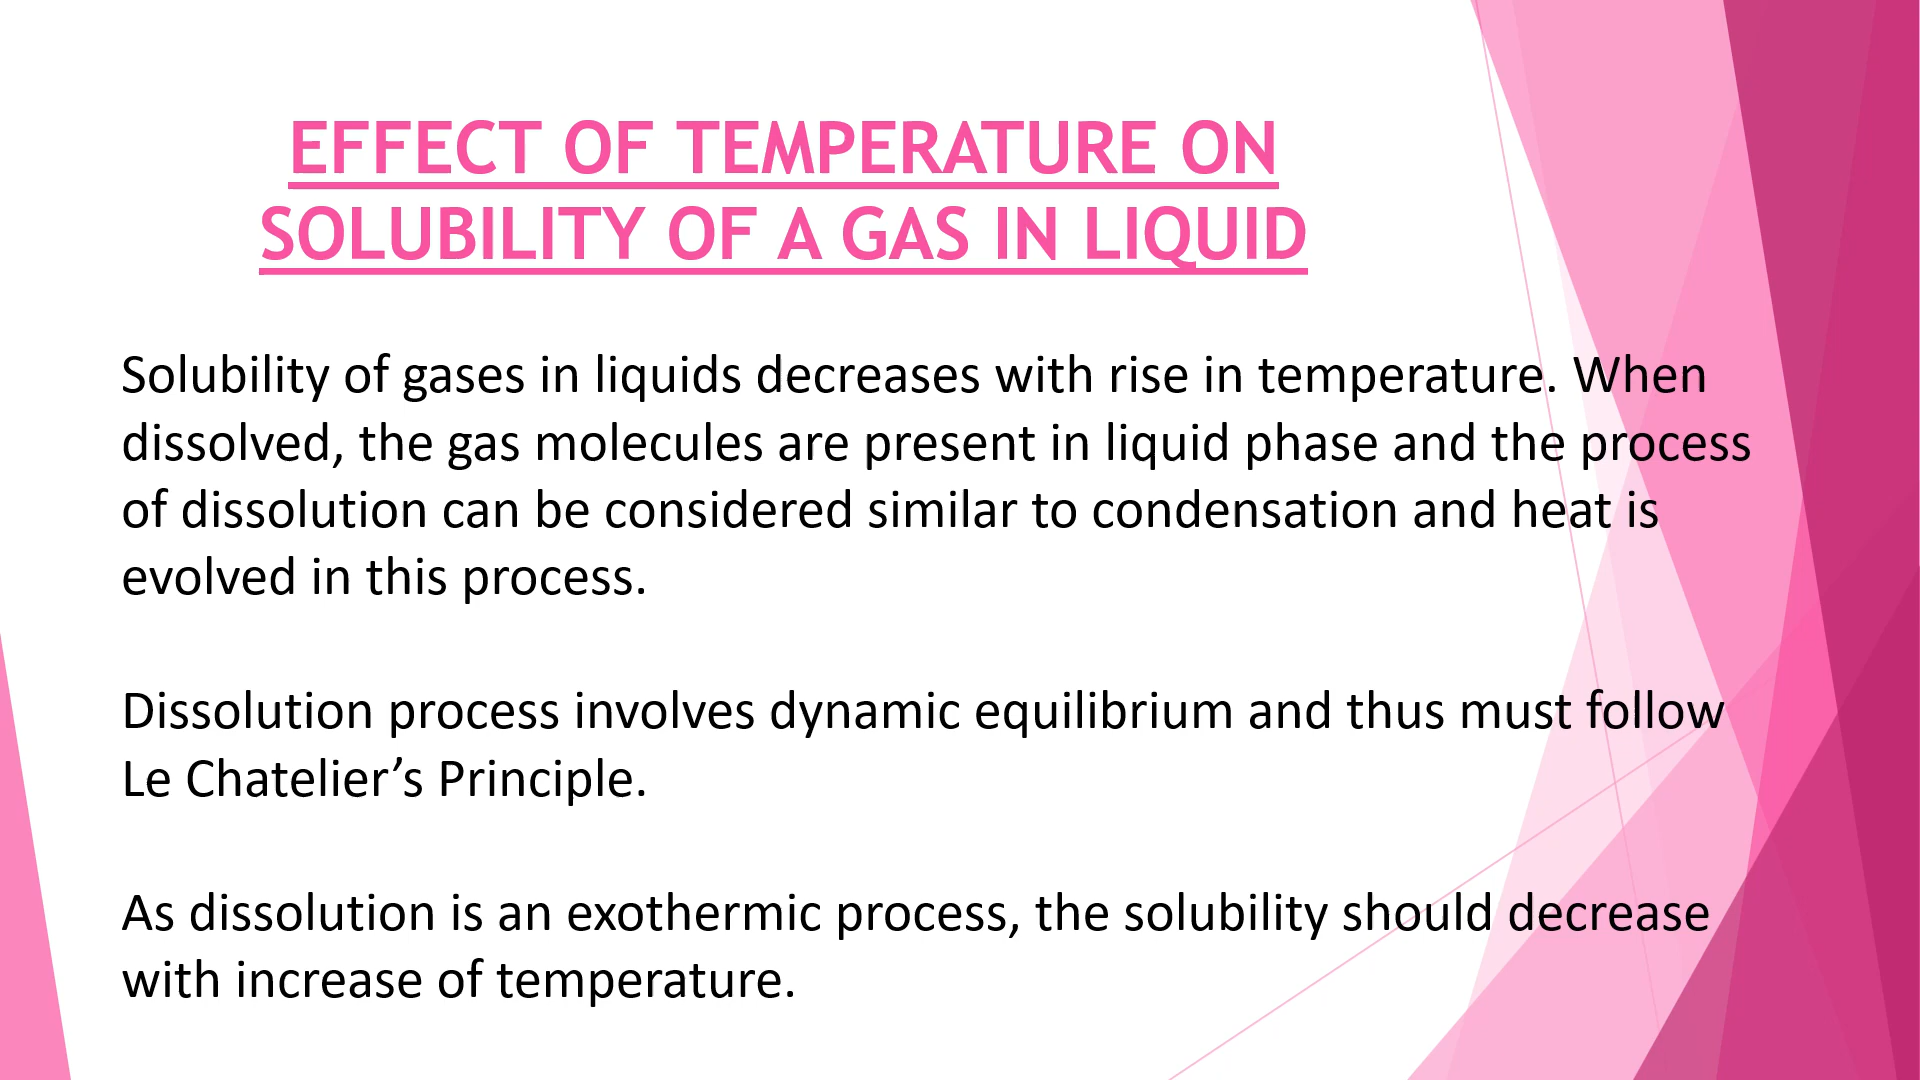 EFFECT OF TEMPERATURE ON
SOLUBILITY OF A GAS IN LIQUID
Solubility of gases in liquids decreases with rise in temperature. When
dissolved, the gas molecules are present in liquid phase and the process
of dissolution can be considered similar to condensation and heat is
evolved in this process.
Dissolution process involves dynamic equilibrium and thus must follow
Le Chatelier’s Principle.
As dissolution is an exothermic process, the solubility should decrease
with increase of temperature.